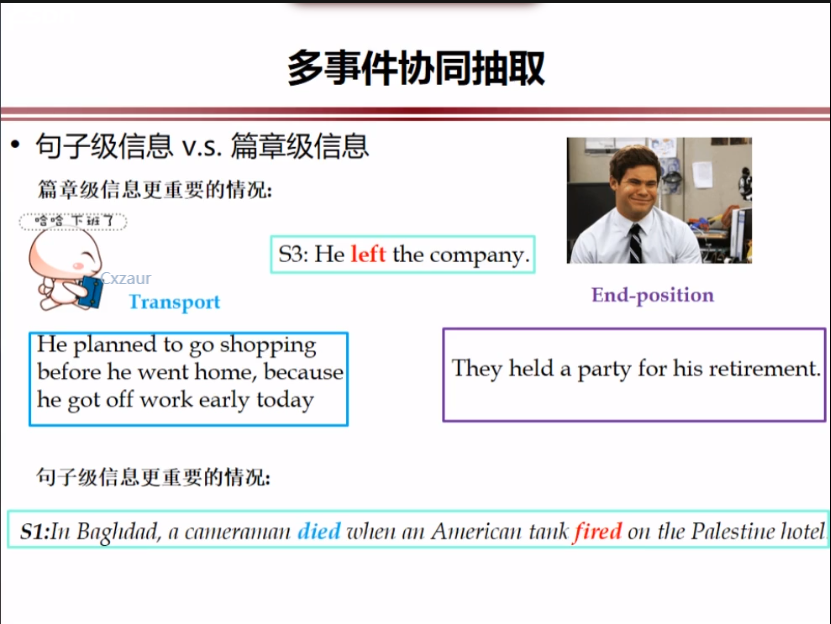 多事件协同抽取
• 句子级信息 v.s. 篇章级信息
篇章级信息更重要的情况:
哈哈 下班了
S3: He left the company.
Cxzaur
Transport
End-position
He planned to go shopping
before he went home, because
he got off work early today
They held a party for his retirement.
句子级信息更重要的情况:
S1:In Baghdad, a cameraman died when an American tank fired on the Palestine hotel